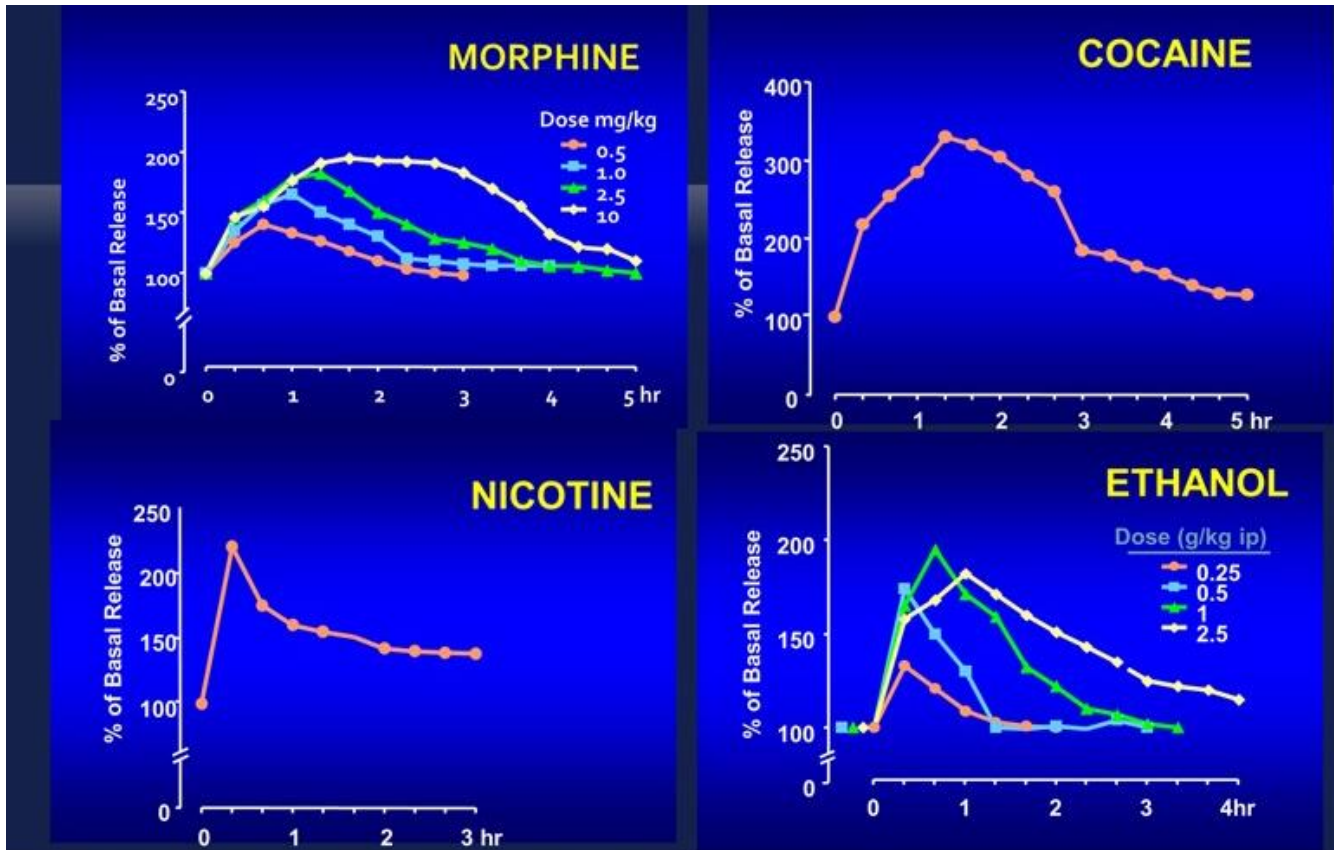 MORPHINE
% of Basal Release
250
200
150
100
0
Dose mg/kg
0.5
1.0
2.5
10
0 1 2 3 4 5 hr
COCAINE
% of Basal Release
400
300
200
100
0
0 1 2 3 4 5 hr
NICOTINE
% of Basal Release
250
200
150
100
0
0 1 2 3 hr
ETHANOL
% of Basal Release
250
200
150
100
0
Dose (g/kg ip)
0.25
0.5
1
2.5
0 1 2 3 4hr